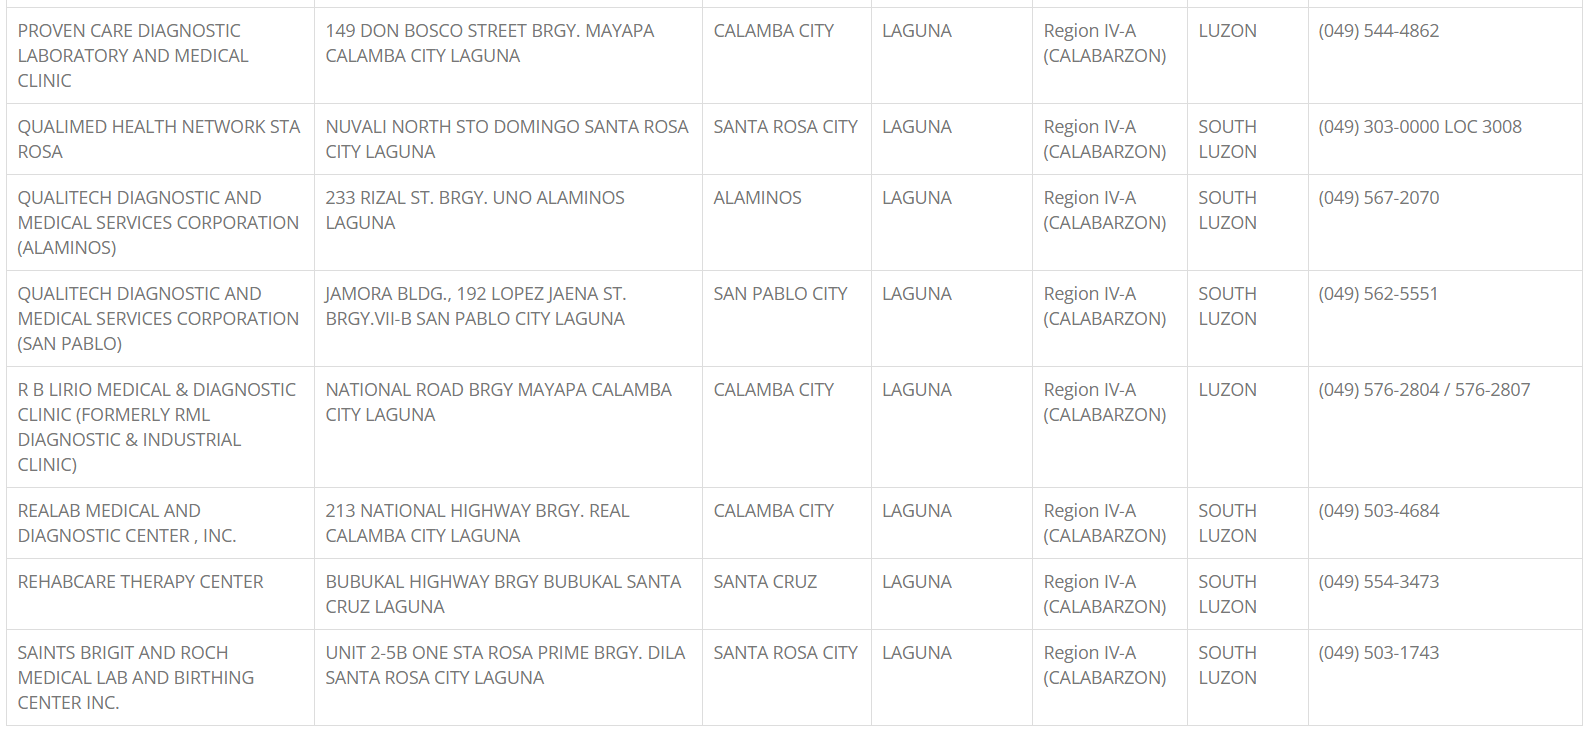 PROVEN CARE DIAGNOSTIC
LABORATORY AND MEDICAL
CLINIC
149 DON BOSCO STREET BRGY. MAYAPA
CALAMBA CITY LAGUNA
CALAMBA CITY
LAGUNA
Region IV-A
(CALABARZON)
LUZON
(049) 544-4862
QUALIMED HEALTH NETWORK STA
ROSA
NUVALI NORTH STO DOMINGO SANTA ROSA
CITY LAGUNA
SANTA ROSA CITY
LAGUNA
Region IV-A
(CALABARZON)
SOUTH
LUZON
(049) 303-0000 LOC 3008
QUALITECH DIAGNOSTIC AND
MEDICAL SERVICES CORPORATION
(ALAMINOS)
233 RIZAL ST. BRGY. UNO ALAMINOS
LAGUNA
ALAMINOS
LAGUNA
Region IV-A
(CALABARZON)
SOUTH
LUZON
(049) 567-2070
QUALITECH DIAGNOSTIC AND
MEDICAL SERVICES CORPORATION
(SAN PABLO)
JAMORA BLDG., 192 LOPEZ JAENA ST.
BRGY.VII-B SAN PABLO CITY LAGUNA
SAN PABLO CITY
LAGUNA
Region IV-A
(CALABARZON)
SOUTH
LUZON
(049) 562-5551
R B LIRIO MEDICAL & DIAGNOSTIC
CLINIC (FORMERLY RML
DIAGNOSTIC & INDUSTRIAL
CLINIC)
NATIONAL ROAD BRGY MAYAPA CALAMBA
CITY LAGUNA
CALAMBA CITY
LAGUNA
Region IV-A
(CALABARZON)
LUZON
(049) 576-2804 / 576-2807
REALAB MEDICAL AND
DIAGNOSTIC CENTER , INC.
213 NATIONAL HIGHWAY BRGY. REAL
CALAMBA CITY LAGUNA
CALAMBA CITY
LAGUNA
Region IV-A
(CALABARZON)
SOUTH
LUZON
(049) 503-4684
REHABCARE THERAPY CENTER
BUBUKAL HIGHWAY BRGY BUBUKAL SANTA
CRUZ LAGUNA
SANTA CRUZ
LAGUNA
Region IV-A
(CALABARZON)
SOUTH
LUZON
(049) 554-3473
SAINTS BRIGIT AND ROCH
MEDICAL LAB AND BIRTHING
CENTER INC.
UNIT 2-5B ONE STA ROSA PRIME BRGY. DILA
SANTA ROSA CITY LAGUNA
SANTA ROSA CITY
LAGUNA
Region IV-A
(CALABARZON)
SOUTH
LUZON
(049) 503-1743